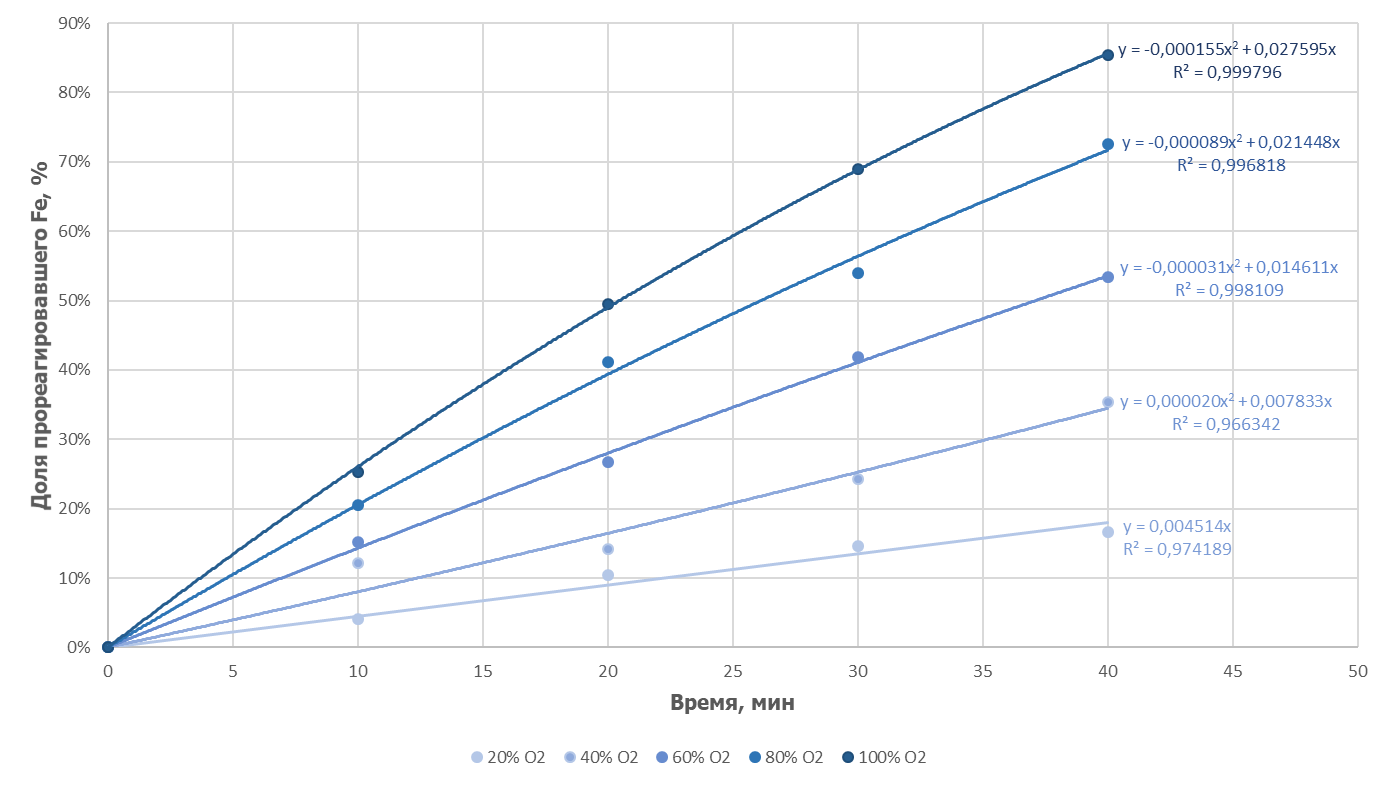 90%
80%
70%
60%
50%
40%
30%
20%
10%
0%
Доля прореагировавшего Fe, %
y = -0,000155x² + 0,027595x
R² = 0,999796
y = -0,000089x² + 0,021448x
R² = 0,996818
y = -0,000031x² + 0,014611x
R² = 0,998109
y = 0,000020x² + 0,007833x
R² = 0,966342
y = 0,004514x
R² = 0,974189
0 5 10 15 20 25 30 35 40 45 50
Время, мин
20% O2 40% O2 60% O2 80% O2 100% O2